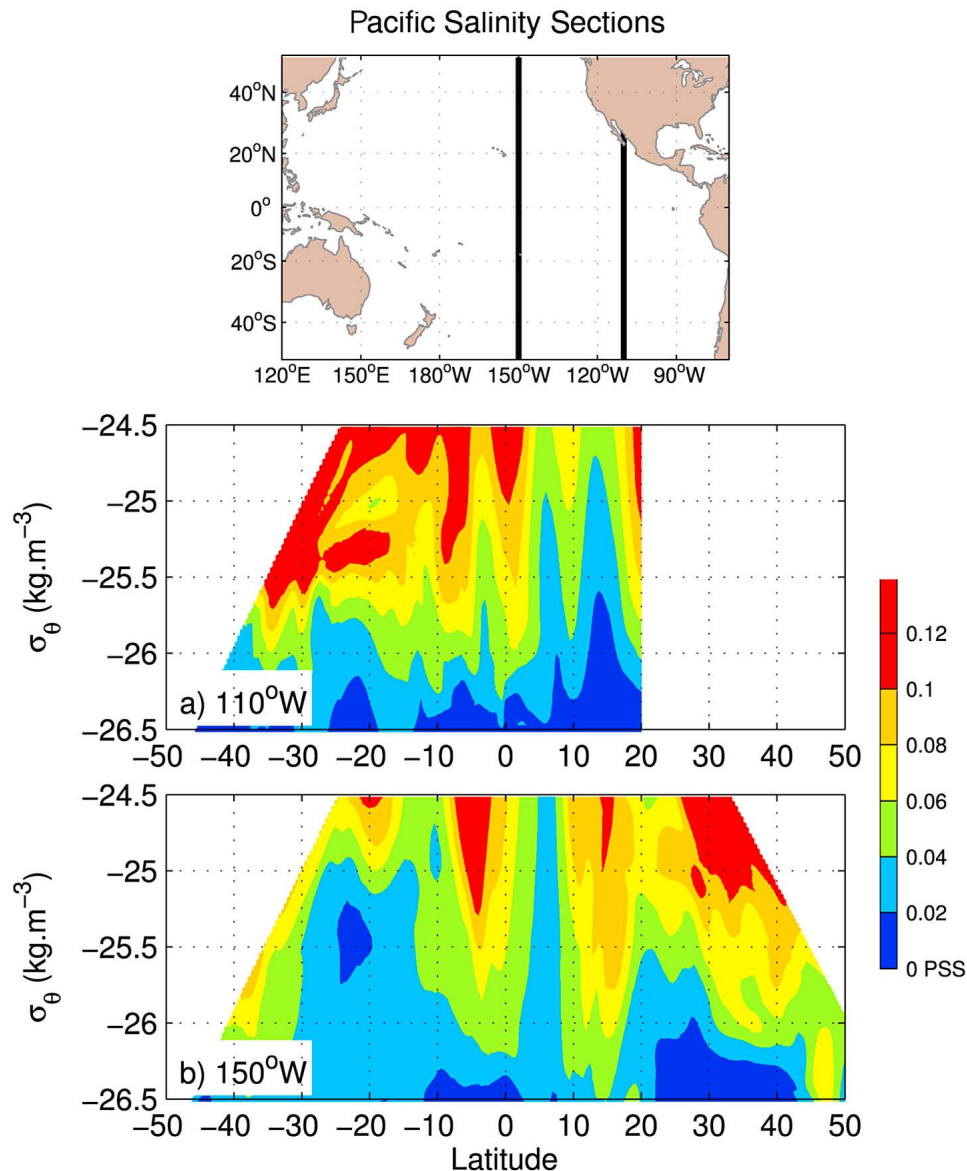 Pacific Salinity Sections
40°N
20°N
0°
20°S
40°S
120°E 150°E 180°W 150°W 120°W 90°W
−24.5
−25
−25.5
−26
−26.5
σθ (kg.m−3)
a) 110°W
−50 −40 −30 −20 −10 0 10 20 30 40 50
−24.5
−25
−25.5
−26
−26.5
σθ (kg.m−3)
b) 150°W
−50 −40 −30 −20 −10 0 10 20 30 40 50
Latitude
0.12
0.1
0.08
0.06
0.04
0.02
0 PSS